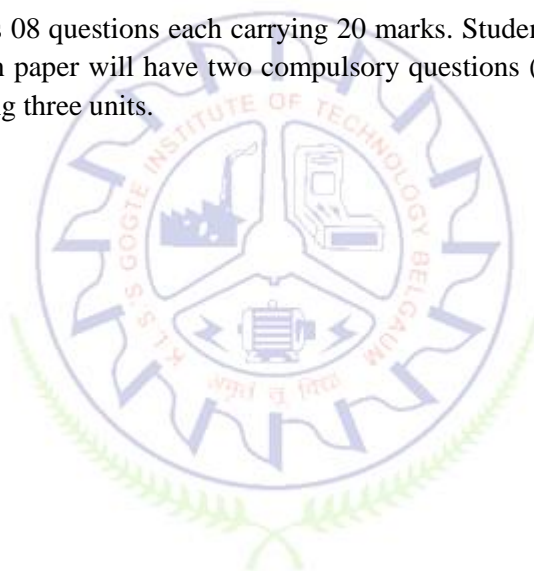 s 08 questions each carrying 20 marks. Studen
n paper will have two compulsory questions (
g three units.
K.L.S.'S GOGTE INSTITUTE OF TECHNOLOGY BELGAUM